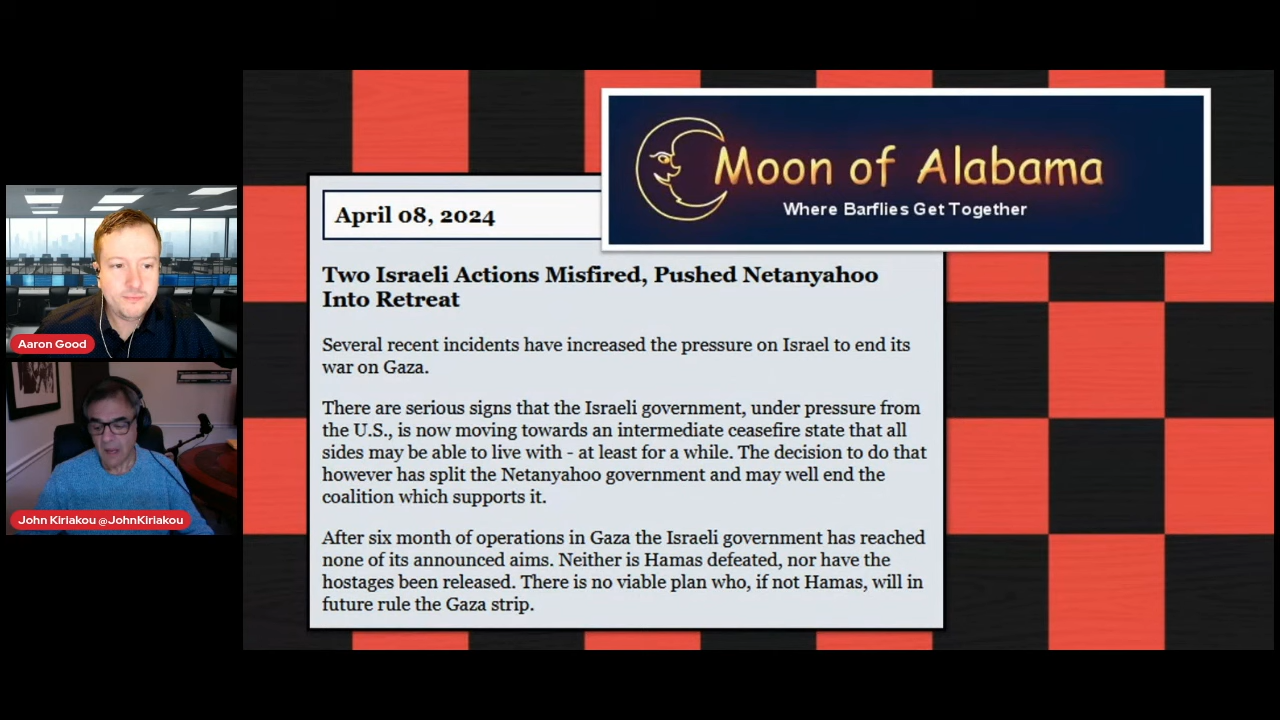 Moon of Alabama
Where Barflies Get Together
April 08, 2024
Two Israeli Actions Misfired, Pushed Netanyahoo
Into Retreat
Several recent incidents have increased the pressure on Israel to end its
war on Gaza.
There are serious signs that the Israeli government, under pressure from
the U.S., is now moving towards an intermediate ceasefire state that all
sides may be able to live with - at least for a while. The decision to do that
however has split the Netanyahoo government and may well end the
coalition which supports it.
After six month of operations in Gaza the Israeli government has reached
none of its announced aims. Neither is Hamas defeated, nor have the
hostages been released. There is no viable plan who, if not Hamas, will in
future rule the Gaza strip.
Aaron Good
John Kiriakou @JohnKiriakou